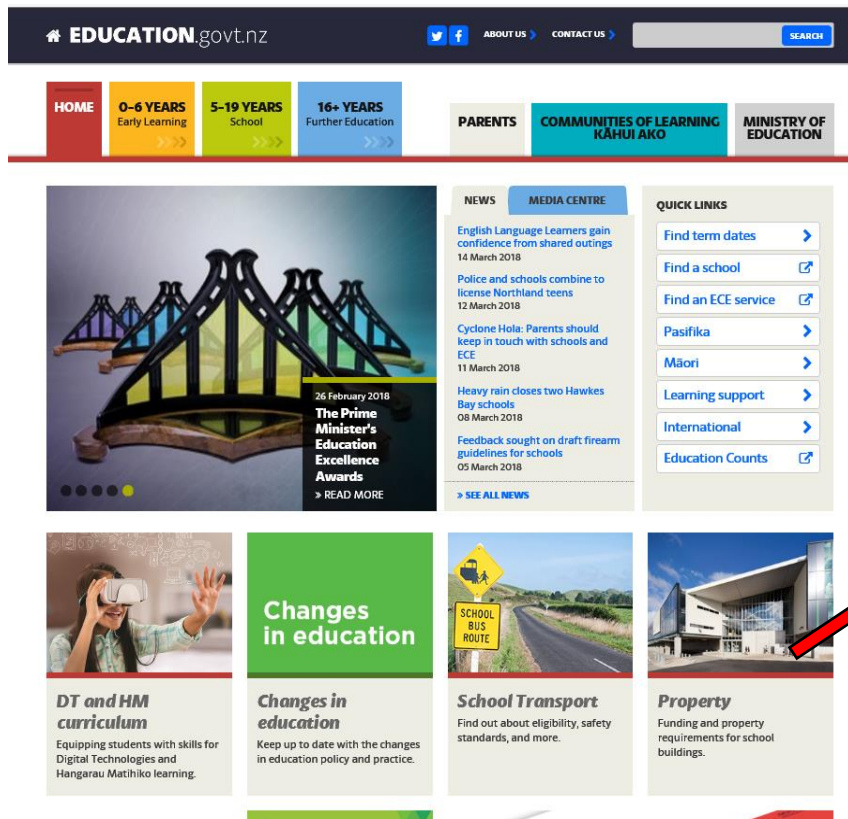 EDUCATION.govt.nz
ABOUT US
CONTACT US
SEARCH
HOME
0-6 YEARS
Early Learning
5-19 YEARS
School
16+ YEARS
Further Education
PARENTS
COMMUNITIES OF LEARNING
KĀHUI AKO
MINISTRY OF
EDUCATION
26 February 2018
The Prime
Minister's
Education
Excellence
Awards
» READ MORE
NEWS
MEDIA CENTRE
English Language Learners gain
confidence from shared outings
14 March 2018
Police and schools combine to
license Northland teens
12 March 2018
Cyclone Hola: Parents should
keep in touch with schools and
ECE
11 March 2018
Heavy rain closes two Hawkes
Bay schools
08 March 2018
Feedback sought on draft firearm
guidelines for schools
05 March 2018
» SEE ALL NEWS
QUICK LINKS
Find term dates
Find a school
Find an ECE service
Pasifika
Māori
Learning support
International
Education Counts
DT and HM
curriculum
Equipping students with skills for
Digital Technologies and
Hangarau Matihiko learning.
Changes
in education
Changes in
education
Keep up to date with the changes
in education policy and practice.
SCHOOL
BUS
ROUTE
School Transport
Find out about eligibility, safety
standards, and more.
Property
Funding and property
requirements for school
buildings.